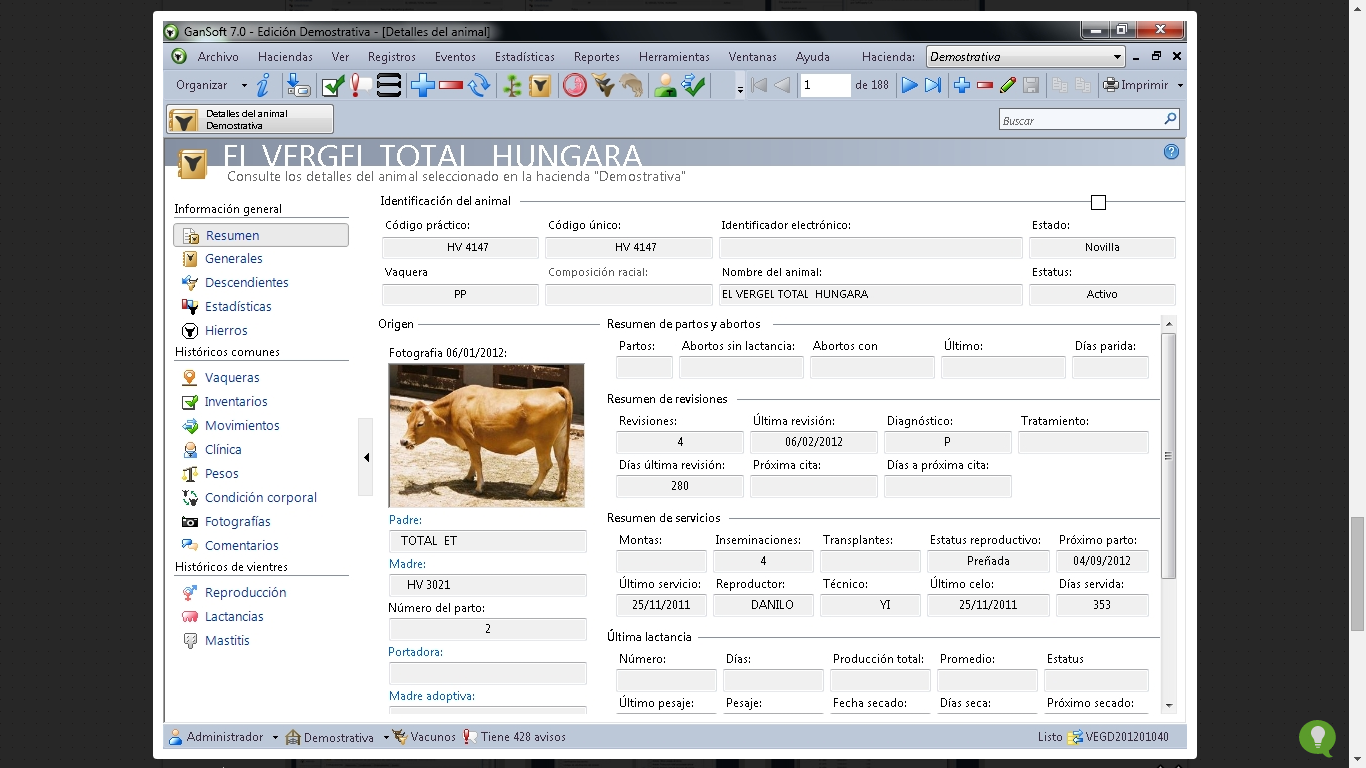 GanSoft 7.0 - Edición Demostrativa - [Detalles del animal]
Archivo Haciendas Ver Registros Eventos Estadísticas Reportes Herramientas Ventanas Ayuda Hacienda: Demostrativa
Organizar 1 de 188 Imprimir
Detalles del animal
Demostrativa
Buscar
EL VERGEL TOTAL HUNGARA
Consulte los detalles del animal seleccionado en la hacienda "Demostrativa"
Información general
Resumen
Generales
Descendientes
Estadísticas
Hierros
Históricos comunes
Vaqueras
Inventarios
Movimientos
Clínica
Pesos
Condición corporal
Fotografías
Comentarios
Históricos de vientres
Reproducción
Lactancias
Mastitis
Identificación del animal
Código práctico: Código único: Identificador electrónico: Estado:
HV 4147 HV 4147 Novilla
Vaquera Composición racial: Nombre del animal: Estatus:
PP EL VERGEL TOTAL HUNGARA Activo
Origen
Fotografia 06/01/2012:
Padre:
TOTAL ET
Madre:
HV 3021
Número del parto:
2
Portadora:
Madre adoptiva:
Resumen de partos y abortos
Partos: Abortos sin lactancia: Abortos con Último: Días parida:
Resumen de revisiones
Revisiones: Última revisión: Diagnóstico: Tratamiento:
4 06/02/2012 P
Días última revisión: Próxima cita: Días a próxima cita:
280
Resumen de servicios
Montas: Inseminaciones: Transplantes: Estatus reproductivo: Próximo parto:
4 Preñada 04/09/2012
Último servicio: Reproductor: Técnico: Último celo: Días servida:
25/11/2011 DANILO YI 25/11/2011 353
Última lactancia
Número: Días: Producción total: Promedio: Estatus
Último pesaje: Pesaje: Fecha secado: Días seca: Próximo secado:
Administrador Demostrativa Vacunos Tiene 428 avisos Listo VEGD201201040